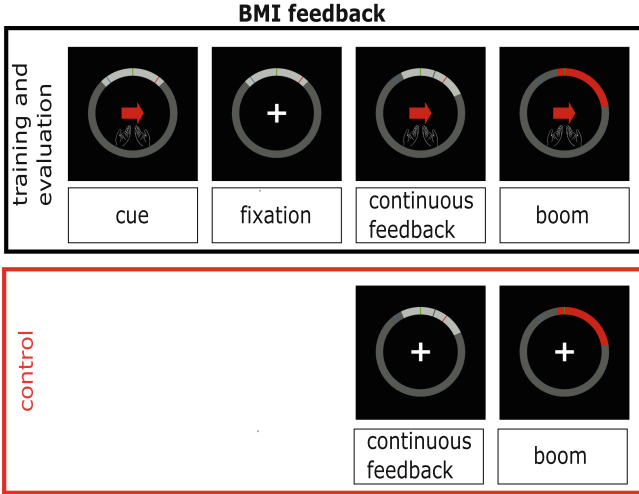 BMI feedback
training and
evaluation
cue
fixation
continuous
feedback
boom
control
continuous
feedback
boom